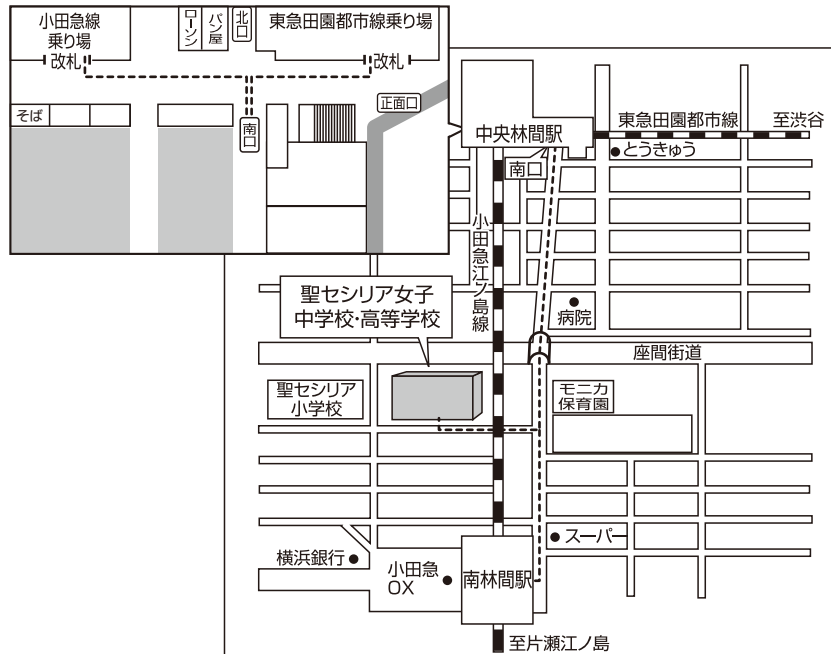 小田急線
乗り場
改札
ローソン
パン屋
北口
東急田園都市線乗り場
改札
そば
南口
正面口
中央林間駅
東急田園都市線
至渋谷
とうきゅう
南口
小田急江ノ島線
聖セシリア女子
中学校・高等学校
病院
座間街道
聖セシリア
小学校
モニカ
保育園
横浜銀行
小田急
OX
南林間駅
スーパー
至片瀬江ノ島